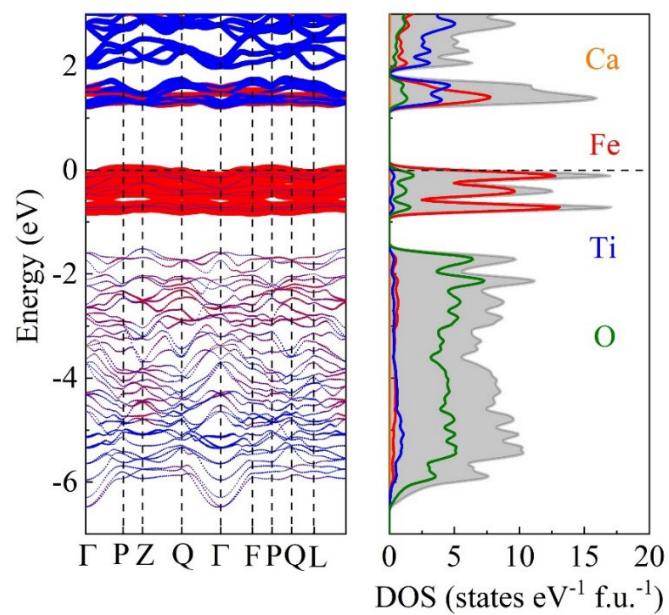 Energy (eV)
2
0
-2
-4
-6
Γ P Z Q Γ F P Q L
Ca
Fe
Ti
O
0 5 10 15 20
DOS (states eV⁻¹ f.u.⁻¹)